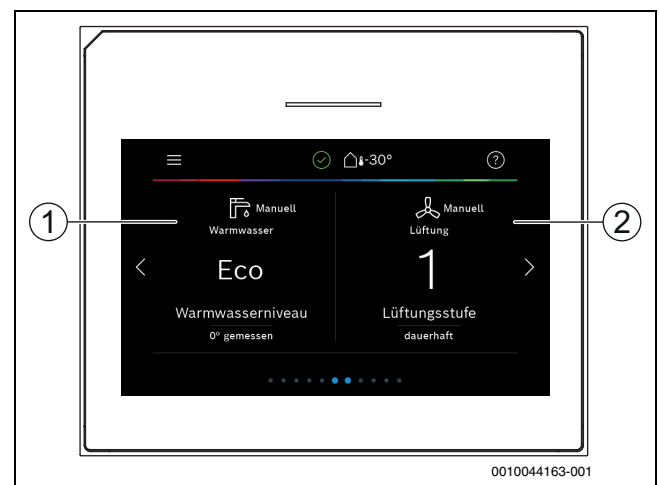 -30° ?
Manuell
Warmwasser
Manuell
Lüftung
1
2
Eco
1
Warmwasserniveau
Lüftungsstufe
0° gemessen
dauerhaft
0010044163-001